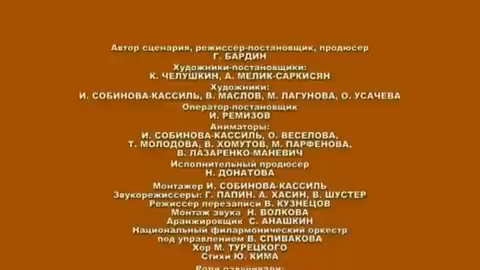 Автор сценария, режиссер-постановщик, продюсер
Г. БАРДИН
Художники-постановщики:
К. ЧЕЛУШКИН, А. МЕЛИК-САРКИСЯН
Художники:
И. СОБИНОВА-КАССИЛЬ, В. МАСЛОВ, М. ЛАГУНОВА, О. УСАЧЕВА
Оператор-постановщик
И. РЕМИЗОВ
Аниматоры:
И. СОБИНОВА-КАССИЛЬ, О. ВЕСЕЛОВА,
Т. МОЛОДОВА, В. ХОМУТОВ, М. ПАРФЕНОВА,
В. ЛАЗАРЕНКО-МАНЕВИЧ
Исполнительный продюсер
Н. ДОНАТОВА
Монтажер И. СОБИНОВА-КАССИЛЬ
Звукорежиссеры: Г. ПАПИН, А. ХАСИН, В. ШУСТЕР
Режиссер перезаписи В. КУЗНЕЦОВ
Монтаж звука Н. ВОЛКОВА
Аранжировщик С. АНАШКИН
Национальный филармонический оркестр
под управлением В. СПИВАКОВА
Хор М. ТУРЕЦКОГО
Стихи Ю. КИМА
Роли озвучивали: